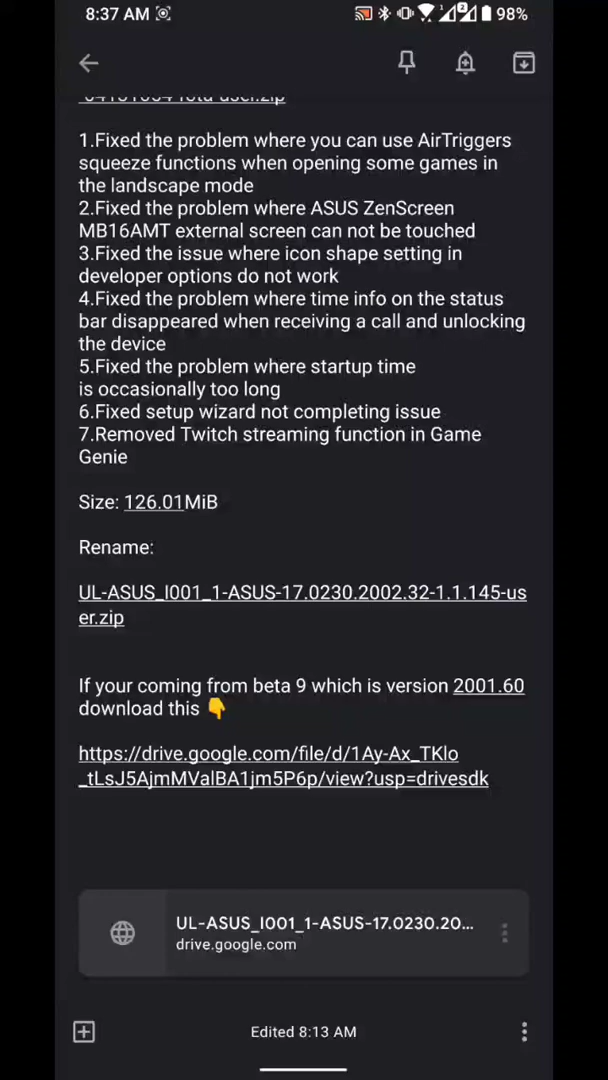 8:37 AM
98%
-04151004-fota-user.zip
1.Fixed the problem where you can use AirTriggers
squeeze functions when opening some games in
the landscape mode
2.Fixed the problem where ASUS ZenScreen
MB16AMT external screen can not be touched
3.Fixed the issue where icon shape setting in
developer options do not work
4.Fixed the problem where time info on the status
bar disappeared when receiving a call and unlocking
the device
5.Fixed the problem where startup time
is occasionally too long
6.Fixed setup wizard not completing issue
7.Removed Twitch streaming function in Game
Genie
Size: 126.01MiB
Rename:
UL-ASUS_I001_1-ASUS-17.0230.2002.32-1.1.145-us
er.zip
If your coming from beta 9 which is version 2001.60
download this 👇
https://drive.google.com/file/d/1Ay-Ax_TKlo
_tLsJ5AjmMValBA1jm5P6p/view?usp=drivesdk
UL-ASUS_I001_1-ASUS-17.0230.20...
drive.google.com
Edited 8:13 AM